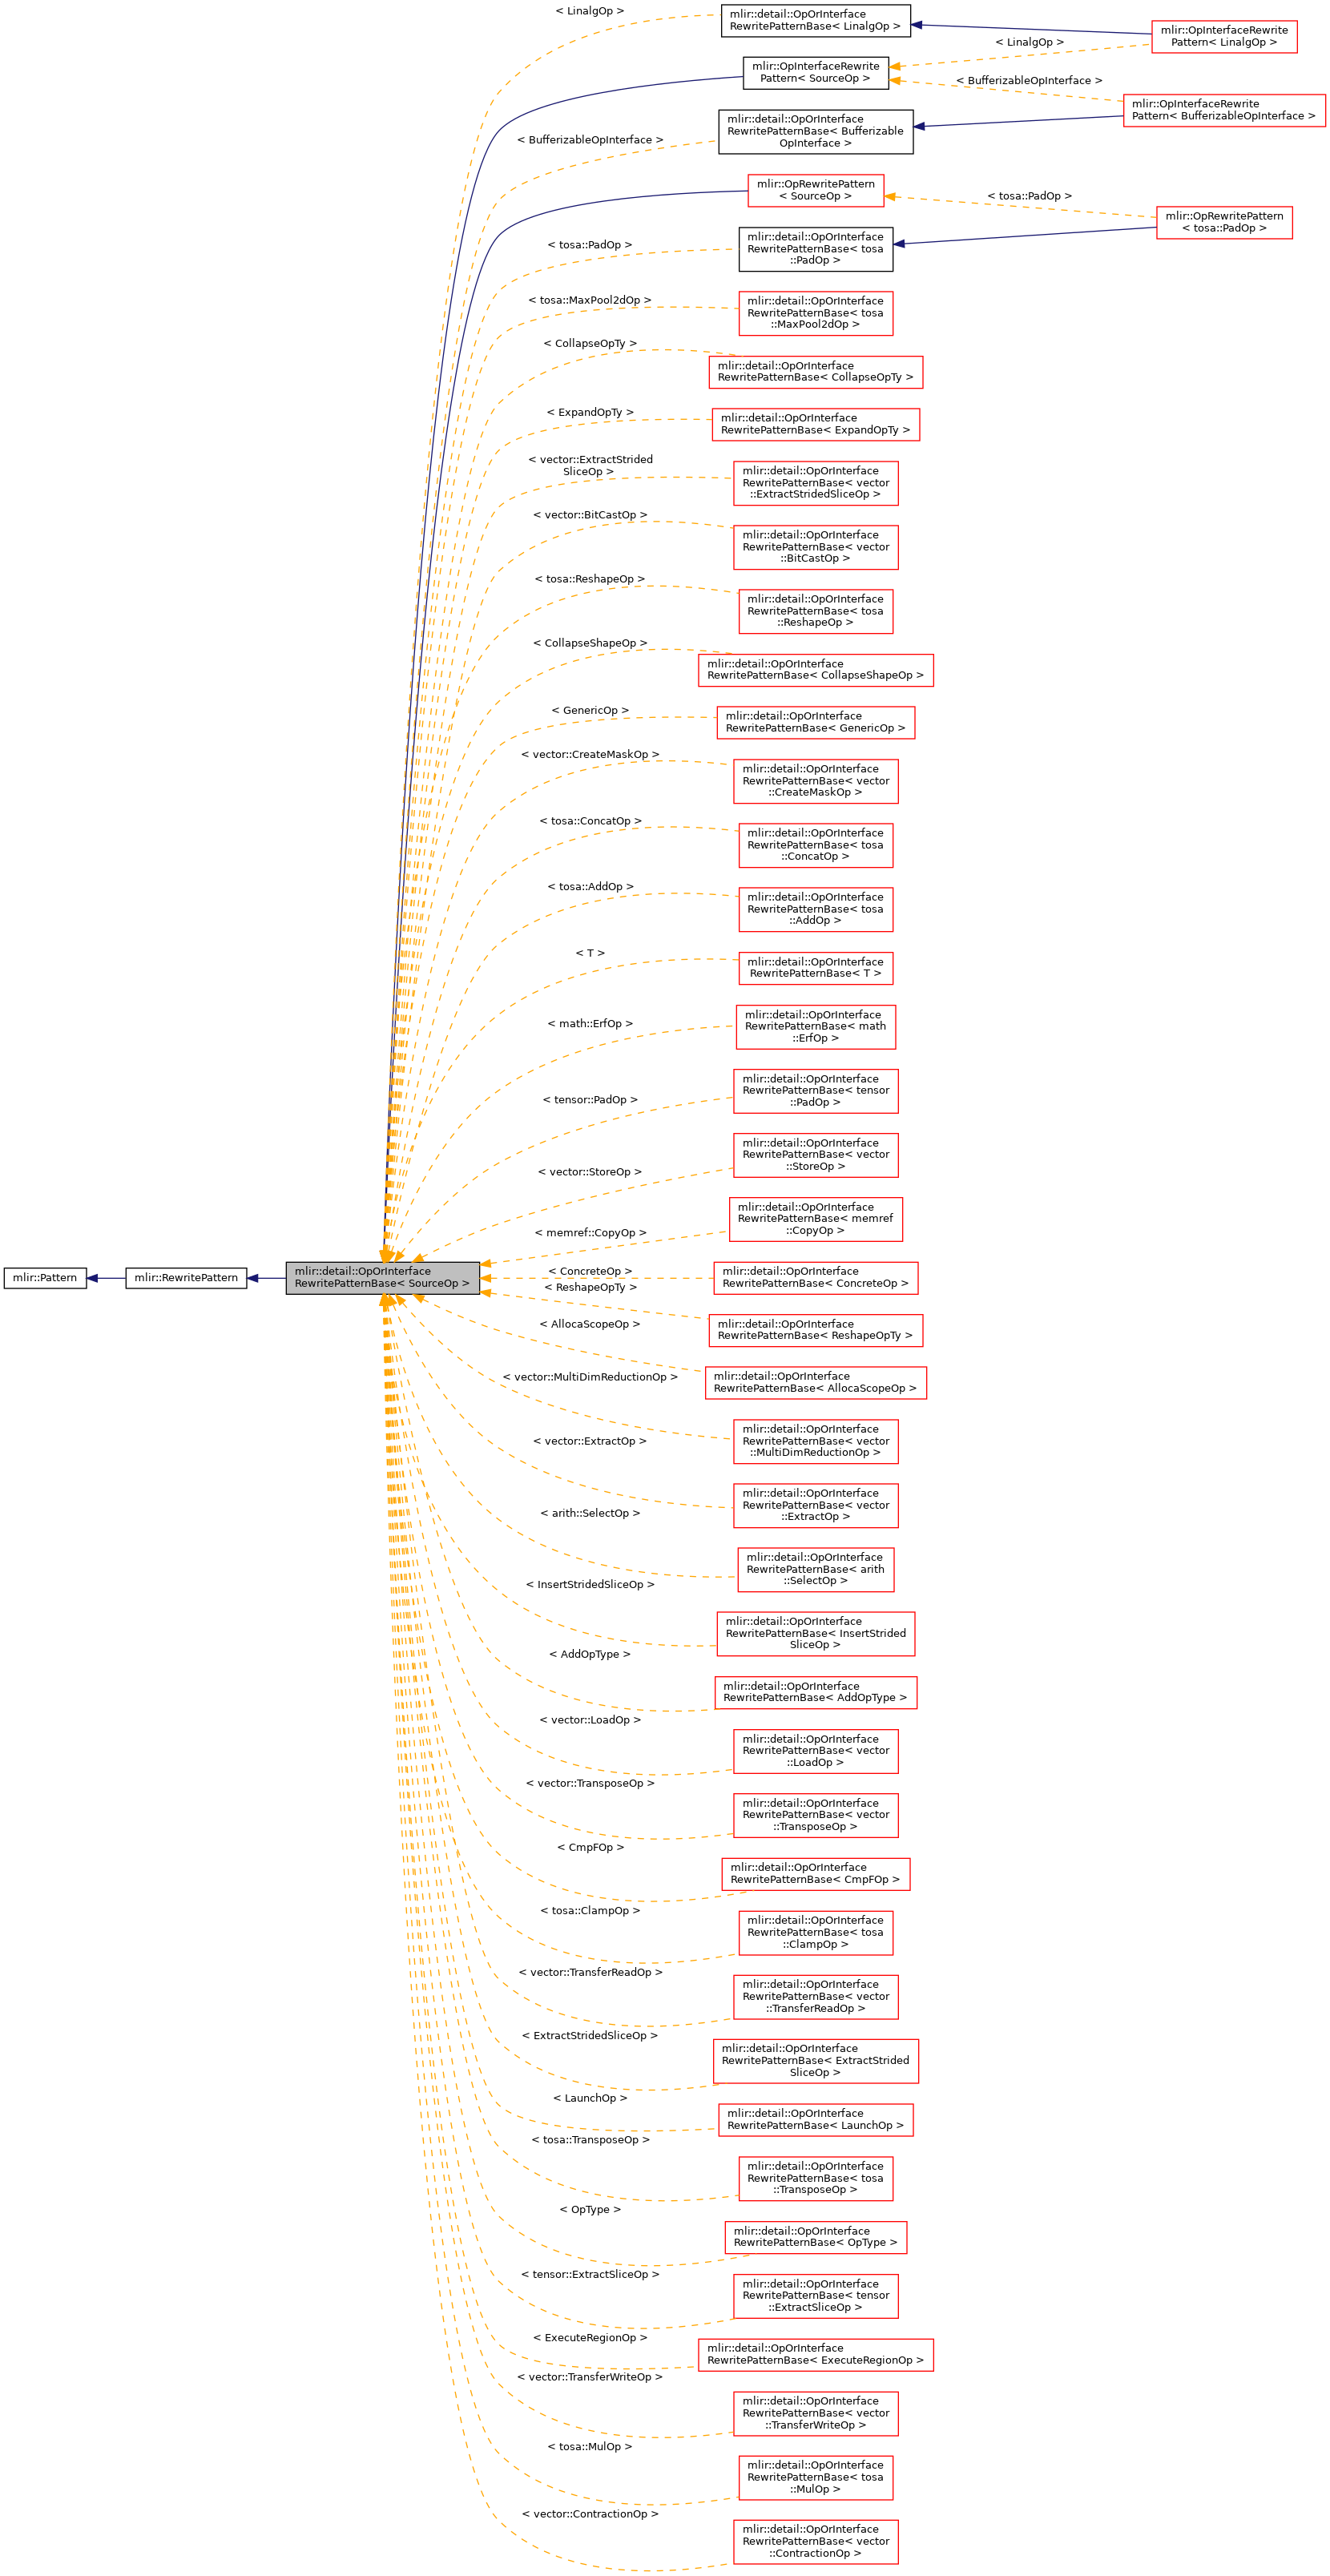 < LinalgOp >
mlir::detail::OpOrInterface
RewritePatternBase< LinalgOp >
mlir::OpInterfaceRewrite
Pattern< LinalgOp >
< LinalgOp >
mlir::OpInterfaceRewrite
Pattern< SourceOp >
< BufferizableOpInterface >
mlir::OpInterfaceRewrite
Pattern< BufferizableOpInterface >
< BufferizableOpInterface >
mlir::detail::OpOrInterface
RewritePatternBase< Bufferizable
OpInterface >
mlir::OpRewritePattern
< SourceOp >
< tosa::PadOp >
mlir::OpRewritePattern
< tosa::PadOp >
< tosa::PadOp >
mlir::detail::OpOrInterface
RewritePatternBase< tosa
::PadOp >
< tosa::MaxPool2dOp >
mlir::detail::OpOrInterface
RewritePatternBase< tosa
::MaxPool2dOp >
< CollapseOpTy >
mlir::detail::OpOrInterface
RewritePatternBase< CollapseOpTy >
< ExpandOpTy >
mlir::detail::OpOrInterface
RewritePatternBase< ExpandOpTy >
< vector::ExtractStrided
SliceOp >
mlir::detail::OpOrInterface
RewritePatternBase< vector
::ExtractStridedSliceOp >
< vector::BitCastOp >
mlir::detail::OpOrInterface
RewritePatternBase< vector
::BitCastOp >
< tosa::ReshapeOp >
mlir::detail::OpOrInterface
RewritePatternBase< tosa
::ReshapeOp >
< CollapseShapeOp >
mlir::detail::OpOrInterface
RewritePatternBase< CollapseShapeOp >
< GenericOp >
mlir::detail::OpOrInterface
RewritePatternBase< GenericOp >
< vector::CreateMaskOp >
mlir::detail::OpOrInterface
RewritePatternBase< vector
::CreateMaskOp >
< tosa::ConcatOp >
mlir::detail::OpOrInterface
RewritePatternBase< tosa
::ConcatOp >
< tosa::AddOp >
mlir::detail::OpOrInterface
RewritePatternBase< tosa
::AddOp >
< T >
mlir::detail::OpOrInterface
RewritePatternBase< T >
< math::ErfOp >
mlir::detail::OpOrInterface
RewritePatternBase< math
::ErfOp >
< tensor::PadOp >
mlir::detail::OpOrInterface
RewritePatternBase< tensor
::PadOp >
< vector::StoreOp >
mlir::detail::OpOrInterface
RewritePatternBase< vector
::StoreOp >
< memref::CopyOp >
mlir::detail::OpOrInterface
RewritePatternBase< memref
::CopyOp >
mlir::Pattern
mlir::RewritePattern
mlir::detail::OpOrInterface
RewritePatternBase< SourceOp >
< ConcreteOp >
mlir::detail::OpOrInterface
RewritePatternBase< ConcreteOp >
< ReshapeOpTy >
mlir::detail::OpOrInterface
RewritePatternBase< ReshapeOpTy >
< AllocaScopeOp >
mlir::detail::OpOrInterface
RewritePatternBase< AllocaScopeOp >
< vector::MultiDimReductionOp >
mlir::detail::OpOrInterface
RewritePatternBase< vector
::MultiDimReductionOp >
< vector::ExtractOp >
mlir::detail::OpOrInterface
RewritePatternBase< vector
::ExtractOp >
< arith::SelectOp >
mlir::detail::OpOrInterface
RewritePatternBase< arith
::SelectOp >
< InsertStridedSliceOp >
mlir::detail::OpOrInterface
RewritePatternBase< InsertStrided
SliceOp >
< AddOpType >
mlir::detail::OpOrInterface
RewritePatternBase< AddOpType >
< vector::LoadOp >
mlir::detail::OpOrInterface
RewritePatternBase< vector
::LoadOp >
< vector::TransposeOp >
mlir::detail::OpOrInterface
RewritePatternBase< vector
::TransposeOp >
< CmpFOp >
mlir::detail::OpOrInterface
RewritePatternBase< CmpFOp >
< tosa::ClampOp >
mlir::detail::OpOrInterface
RewritePatternBase< tosa
::ClampOp >
< vector::TransferReadOp >
mlir::detail::OpOrInterface
RewritePatternBase< vector
::TransferReadOp >
< ExtractStridedSliceOp >
mlir::detail::OpOrInterface
RewritePatternBase< ExtractStrided
SliceOp >
< LaunchOp >
mlir::detail::OpOrInterface
RewritePatternBase< LaunchOp >
< tosa::TransposeOp >
mlir::detail::OpOrInterface
RewritePatternBase< tosa
::TransposeOp >
< OpType >
mlir::detail::OpOrInterface
RewritePatternBase< OpType >
< tensor::ExtractSliceOp >
mlir::detail::OpOrInterface
RewritePatternBase< tensor
::ExtractSliceOp >
< ExecuteRegionOp >
mlir::detail::OpOrInterface
RewritePatternBase< ExecuteRegionOp >
< vector::TransferWriteOp >
mlir::detail::OpOrInterface
RewritePatternBase< vector
::TransferWriteOp >
< tosa::MulOp >
mlir::detail::OpOrInterface
RewritePatternBase< tosa
::MulOp >
< vector::ContractionOp >
mlir::detail::OpOrInterface
RewritePatternBase< vector
::ContractionOp >